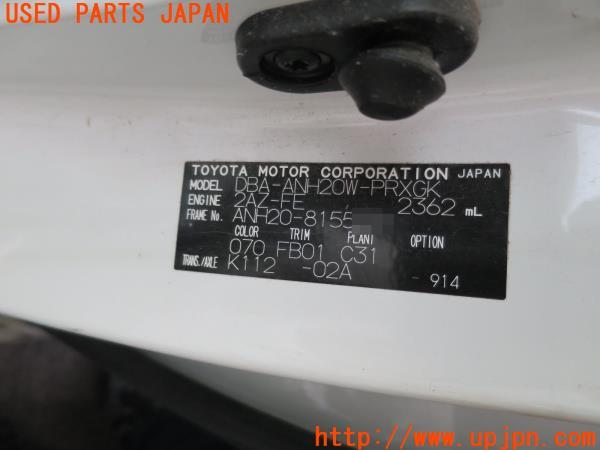 USED PARTS JAPAN
TOYOTA MOTOR CORPORATION JAPAN
MODEL DBA-ANH20W-PRXGK
ENGINE 2AZ-FE 2362 mL
FRAME No. ANH20-8155
COLOR TRIM PLANT OPTION
070 FB01 C31
TRANS./AXLE K112 -02A
914
UPJ http://www.upjpn.com